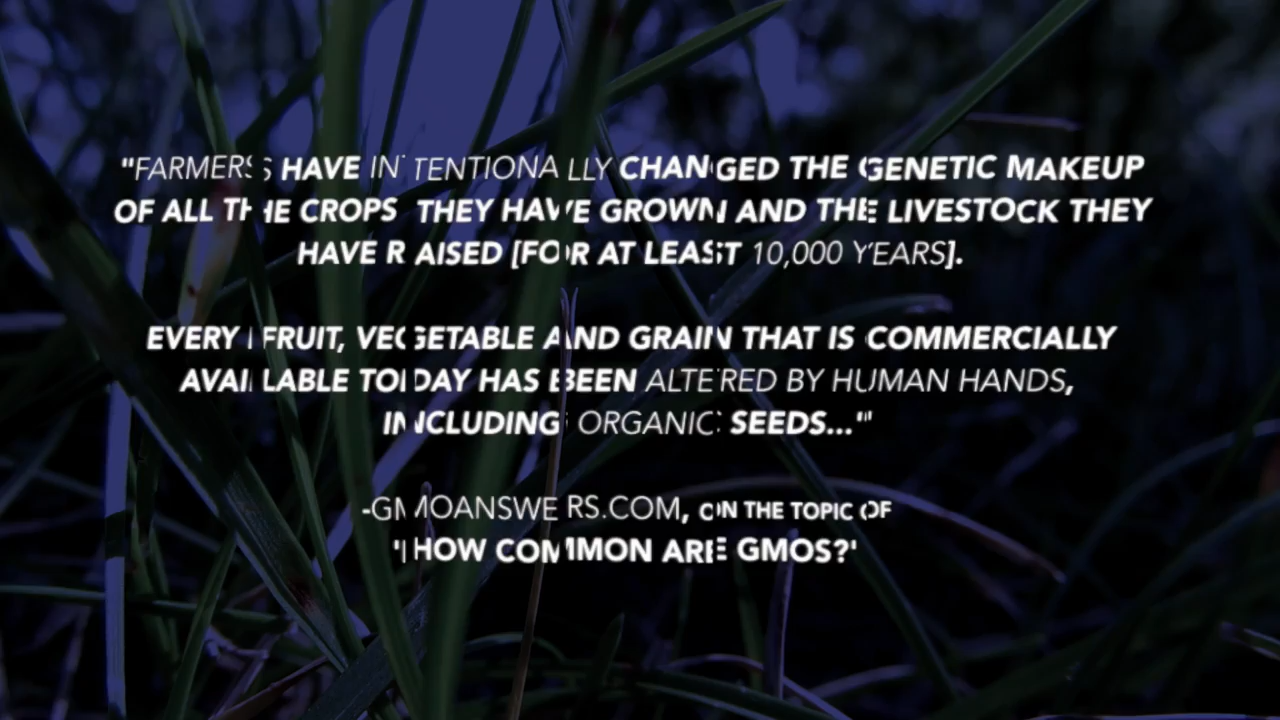 "FARMERS HAVE INTENTIONALLY CHANGED THE GENETIC MAKEUP
OF ALL THE CROPS THEY HAVE GROWN AND THE LIVESTOCK THEY
HAVE RAISED [FOR AT LEAST 10,000 YEARS].
EVERY FRUIT, VEGETABLE AND GRAIN THAT IS COMMERCIALLY
AVAILABLE TODAY HAS BEEN ALTERED BY HUMAN HANDS,
INCLUDING ORGANIC SEEDS..."
-GMOANSWERS.COM, ON THE TOPIC OF
'HOW COMMON ARE GMOS?'